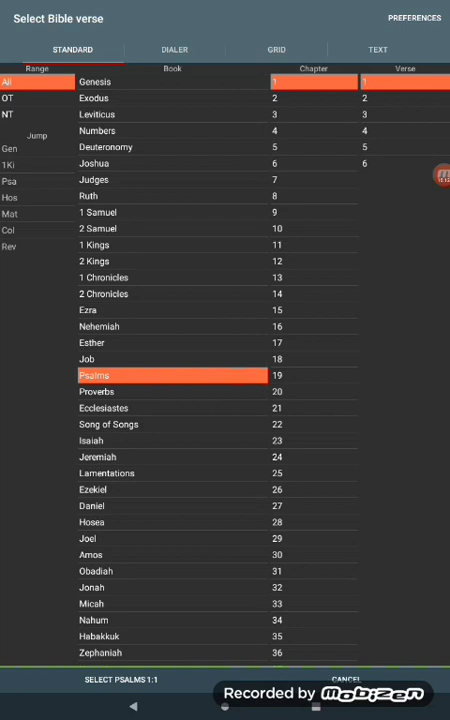 Select Bible verse
PREFERENCES
STANDARD DIALER GRID TEXT
Range Book Chapter Verse
All Genesis 1 1
OT Exodus 2 2
NT Leviticus 3 3
Jump Numbers 4 4
Gen Deuteronomy 5 5
1Ki Joshua 6 6
Psa Judges 7
Hos Ruth 8
Mat 1 Samuel 9
Col 2 Samuel 10
Rev 1 Kings 11
2 Kings 12
1 Chronicles 13
2 Chronicles 14
Ezra 15
Nehemiah 16
Esther 17
Job 18
Psalms 19
Proverbs 20
Ecclesiastes 21
Song of Songs 22
Isaiah 23
Jeremiah 24
Lamentations 25
Ezekiel 26
Daniel 27
Hosea 28
Joel 29
Amos 30
Obadiah 31
Jonah 32
Micah 33
Nahum 34
Habakkuk 35
Zephaniah 36
SELECT PSALMS 1:1 CANCEL
Recorded by MOBIZEN